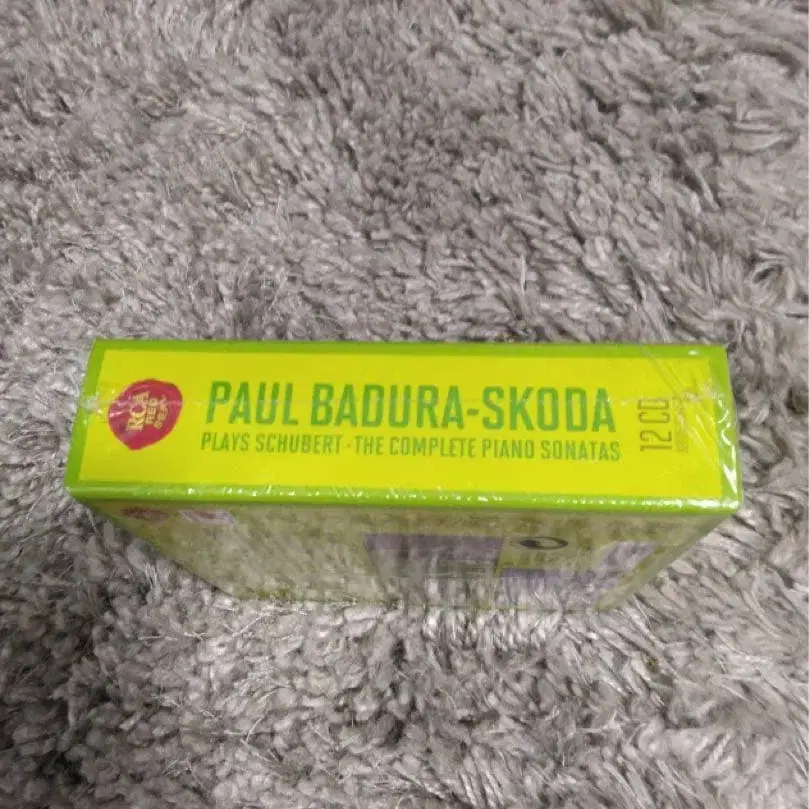 RCA
RED
SEAL
PAUL BADURA-SKODA
PLAYS SCHUBERT · THE COMPLETE PIANO SONATAS
12 CD